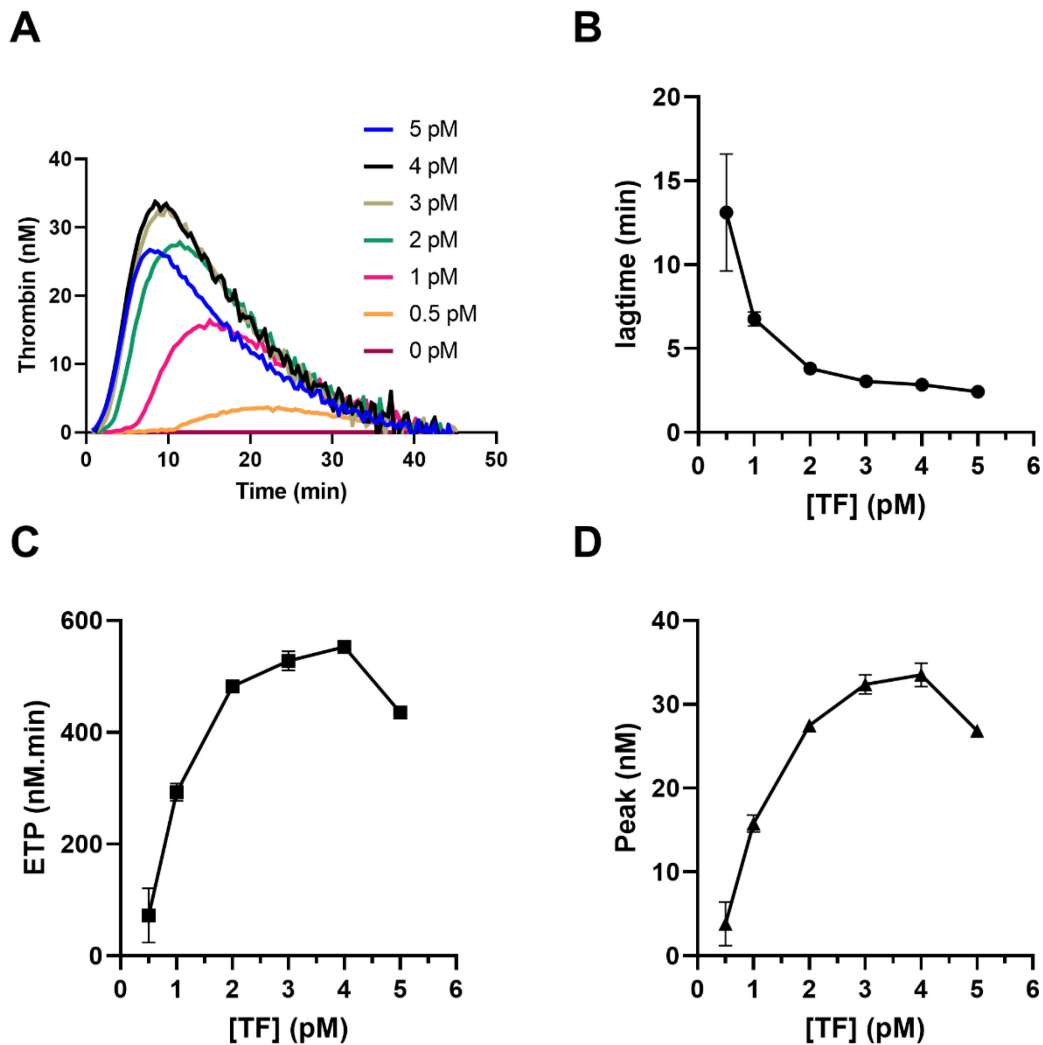 A
5 pM
4 pM
3 pM
2 pM
1 pM
0.5 pM
0 pM
Thrombin (nM)
40
30
20
10
0
0 10 20 30 40 50
Time (min)
B
lagtime (min)
20
15
10
5
0
0 1 2 3 4 5 6
[TF] (pM)
C
ETP (nM.min)
600
400
200
0
0 1 2 3 4 5 6
[TF] (pM)
D
Peak (nM)
40
30
20
10
0
0 1 2 3 4 5 6
[TF] (pM)